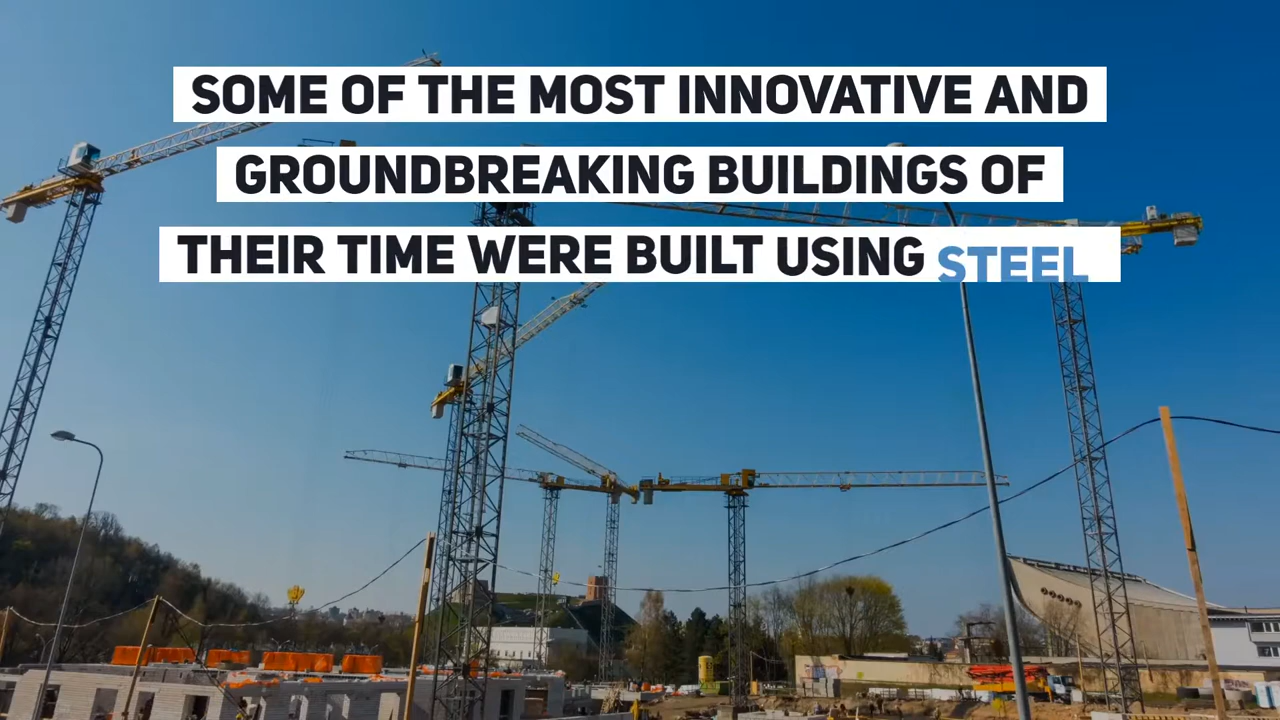 SOME OF THE MOST INNOVATIVE AND
GROUNDBREAKING BUILDINGS OF
THEIR TIME WERE BUILT USING STEEL